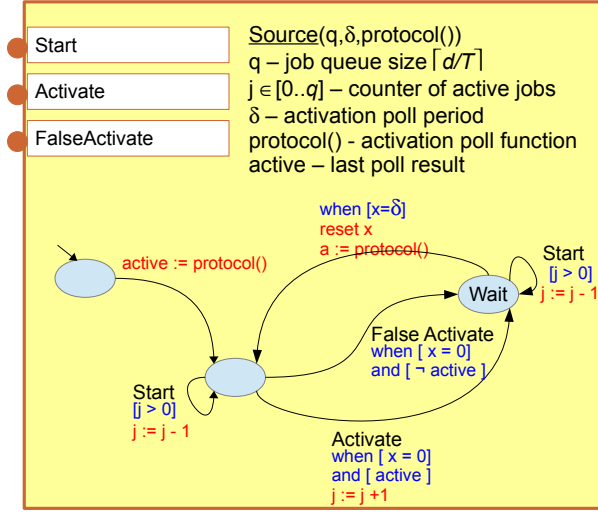 Start
Activate
FalseActivate
Source(q,δ,protocol())
q – job queue size ⌈d/T⌉
j ∈ [0..q] – counter of active jobs
δ – activation poll period
protocol() - activation poll function
active – last poll result
when [x=δ]
reset x
a := protocol()
active := protocol()
Start
[j > 0]
j := j - 1
Wait
False Activate
when [ x = 0]
and [ ¬ active ]
Start
[j > 0]
j := j - 1
Activate
when [ x = 0]
and [ active ]
j := j +1